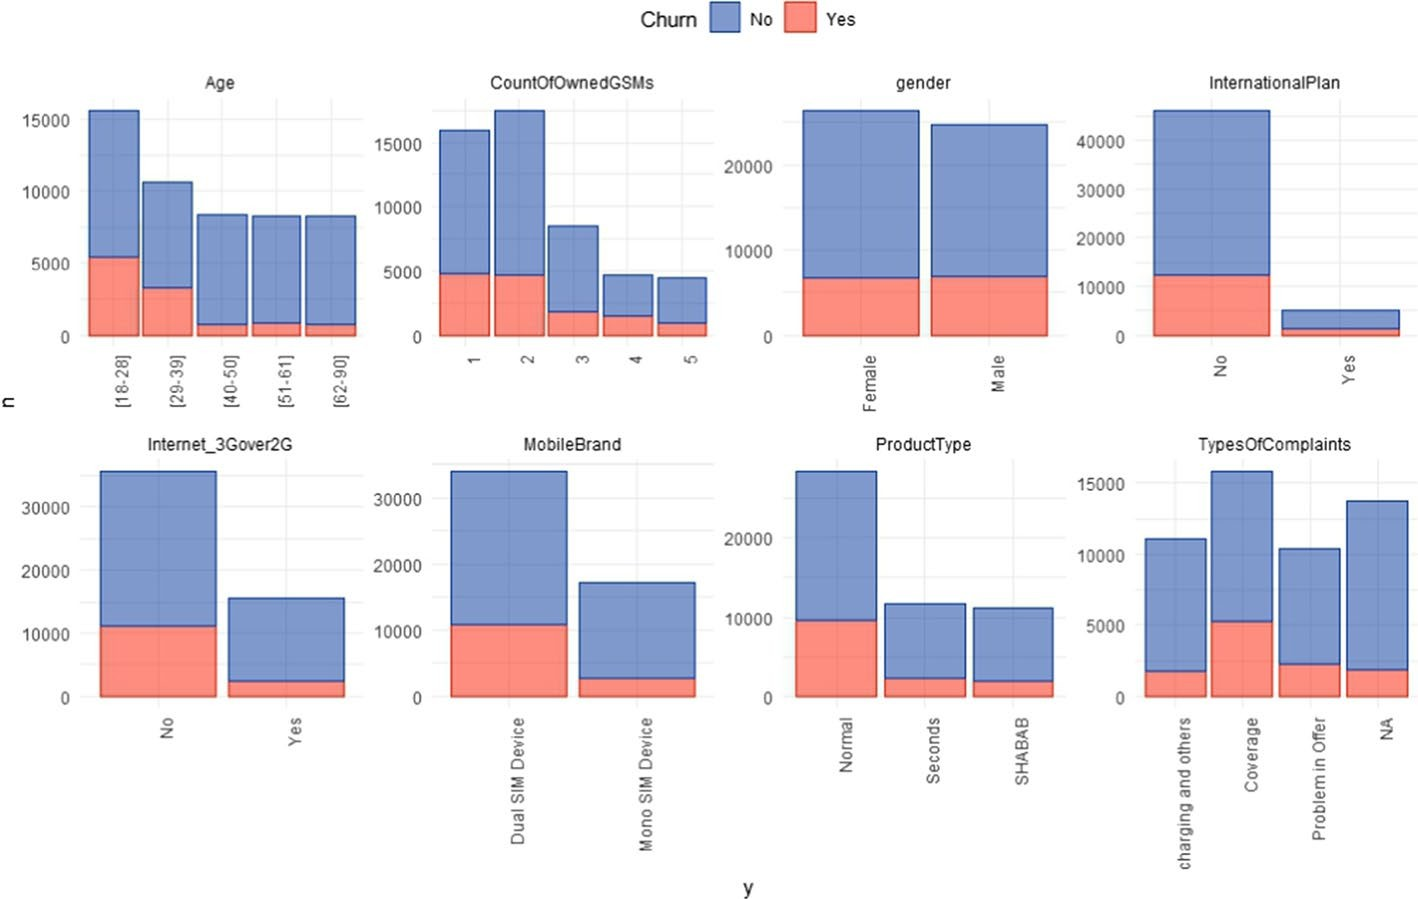 Churn No Yes
Age
15000
10000
5000
0
[18-28]
[29-39]
[40-50]
[51-61]
[62-90]
CountOfOwnedGSMs
15000
10000
5000
0
1
2
3
4
5
gender
20000
10000
0
Female
Male
InternationalPlan
40000
30000
20000
10000
0
No
Yes
n
Internet_3Gover2G
30000
20000
10000
0
No
Yes
MobileBrand
30000
20000
10000
0
Dual SIM Device
Mono SIM Device
ProductType
20000
10000
0
Normal
Seconds
SHABAB
TypesOfComplaints
15000
10000
5000
0
charging and others
Coverage
Problem in Offer
NA
y